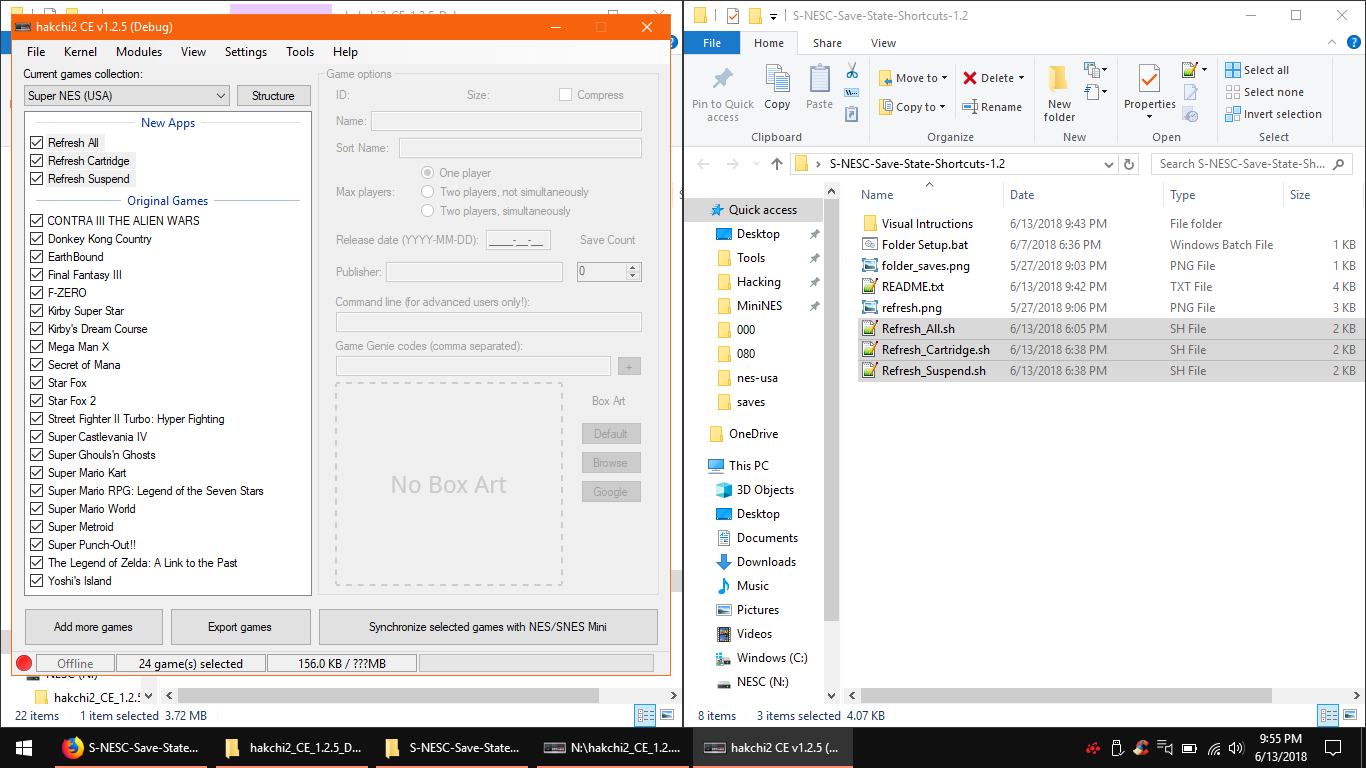 hakchi2 CE v1.2.5 (Debug)
File Kernel Modules View Settings Tools Help
Current games collection:
Super NES (USA)
Structure
New Apps
Refresh All
Refresh Cartridge
Refresh Suspend
Original Games
CONTRA III THE ALIEN WARS
Donkey Kong Country
EarthBound
Final Fantasy III
F-ZERO
Kirby Super Star
Kirby's Dream Course
Mega Man X
Secret of Mana
Star Fox
Star Fox 2
Street Fighter II Turbo: Hyper Fighting
Super Castlevania IV
Super Ghouls'n Ghosts
Super Mario Kart
Super Mario RPG: Legend of the Seven Stars
Super Mario World
Super Metroid
Super Punch-Out!!
The Legend of Zelda: A Link to the Past
Yoshi's Island
Game options
ID: Size: Compress
Name:
Sort Name:
One player
Max players: Two players, not simultaneously
Two players, simultaneously
Release date (YYYY-MM-DD): ____-__-__ Save Count
Publisher: 0
Command line (for advanced users only!):
Game Genie codes (comma separated):
+
Box Art
Default
Browse
Google
No Box Art
Add more games
Export games
Synchronize selected games with NES/SNES Mini
Offline
24 game(s) selected
156.0 KB / ???MB
hakchi2_CE_1.2.5
22 items 1 item selected 3.72 MB
S-NESC-Save-State-Shortcuts-1.2
File Home Share View
Pin to Quick access
Copy
Paste
Clipboard
Move to
Copy to
Delete
Rename
Organize
New folder
New
Properties
Open
Select all
Select none
Invert selection
Select
S-NESC-Save-State-Shortcuts-1.2
Search S-NESC-Save-State-Sh...
Quick access
Desktop
Tools
Hacking
MiniNES
000
080
nes-usa
saves
OneDrive
This PC
3D Objects
Desktop
Documents
Downloads
Music
Pictures
Videos
Windows (C:)
NESC (N:)
Name Date Type Size
Visual Intructions 6/13/2018 9:43 PM File folder
Folder Setup.bat 6/7/2018 6:36 PM Windows Batch File 1 KB
folder_saves.png 5/27/2018 9:03 PM PNG File 1 KB
README.txt 6/13/2018 9:42 PM TXT File 4 KB
refresh.png 5/27/2018 9:06 PM PNG File 3 KB
Refresh_All.sh 6/13/2018 6:05 PM SH File 2 KB
Refresh_Cartridge.sh 6/13/2018 6:38 PM SH File 2 KB
Refresh_Suspend.sh 6/13/2018 6:38 PM SH File 2 KB
8 items 3 items selected 4.07 KB
S-NESC-Save-State...
hakchi2_CE_1.2.5_D...
S-NESC-Save-State...
N:\hakchi2_CE_1.2....
hakchi2 CE v1.2.5 (...
9:55 PM
6/13/2018